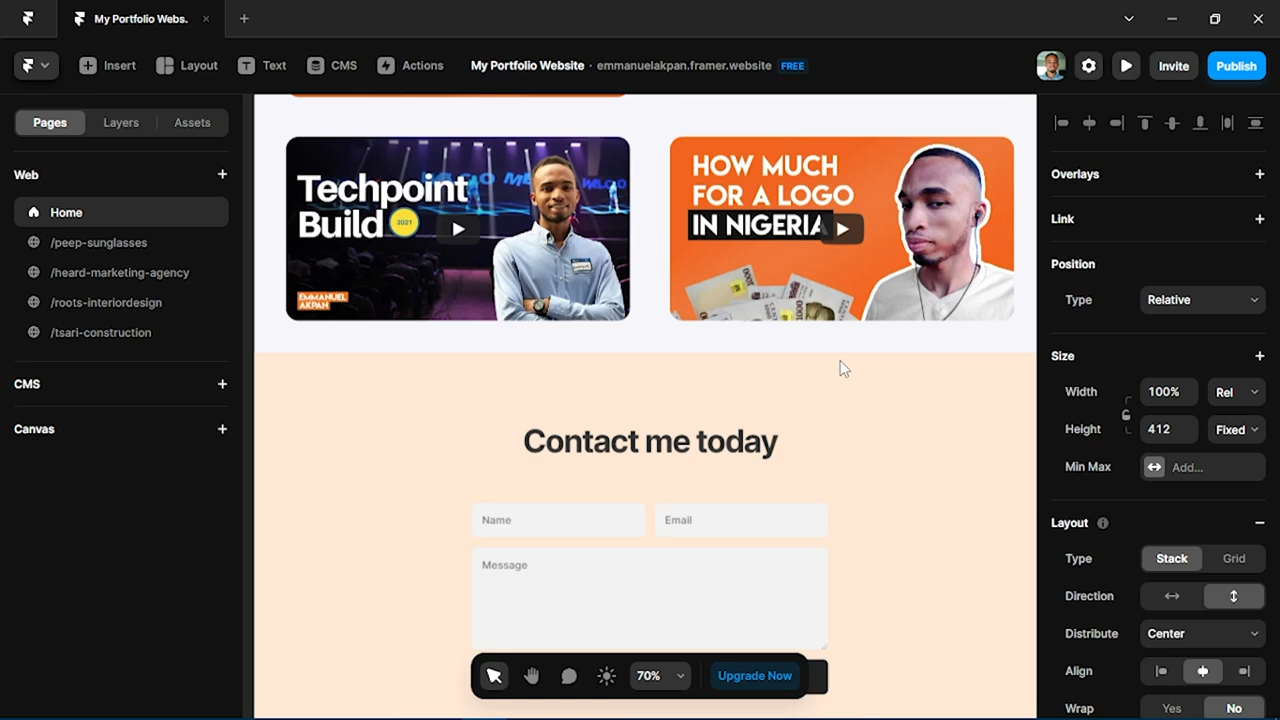 My Portfolio Webs.
Insert
Layout
Text
CMS
Actions
My Portfolio Website · emmanuelakpan.framer.website FREE
Invite
Publish
Pages
Layers
Assets
Web
Home
/peep-sunglasses
/heard-marketing-agency
/roots-interiordesign
/tsari-construction
CMS
Canvas
Techpoint
Build
2021
EMMANUEL
AKPAN
HOW MUCH
FOR A LOGO
IN NIGERIA
Contact me today
Name
Email
Message
70%
Upgrade Now
Overlays
Link
Position
Type
Relative
Size
Width
100%
Rel
Height
412
Fixed
Min Max
Add...
Layout
Type
Stack
Grid
Direction
Distribute
Center
Align
Wrap
Yes
No